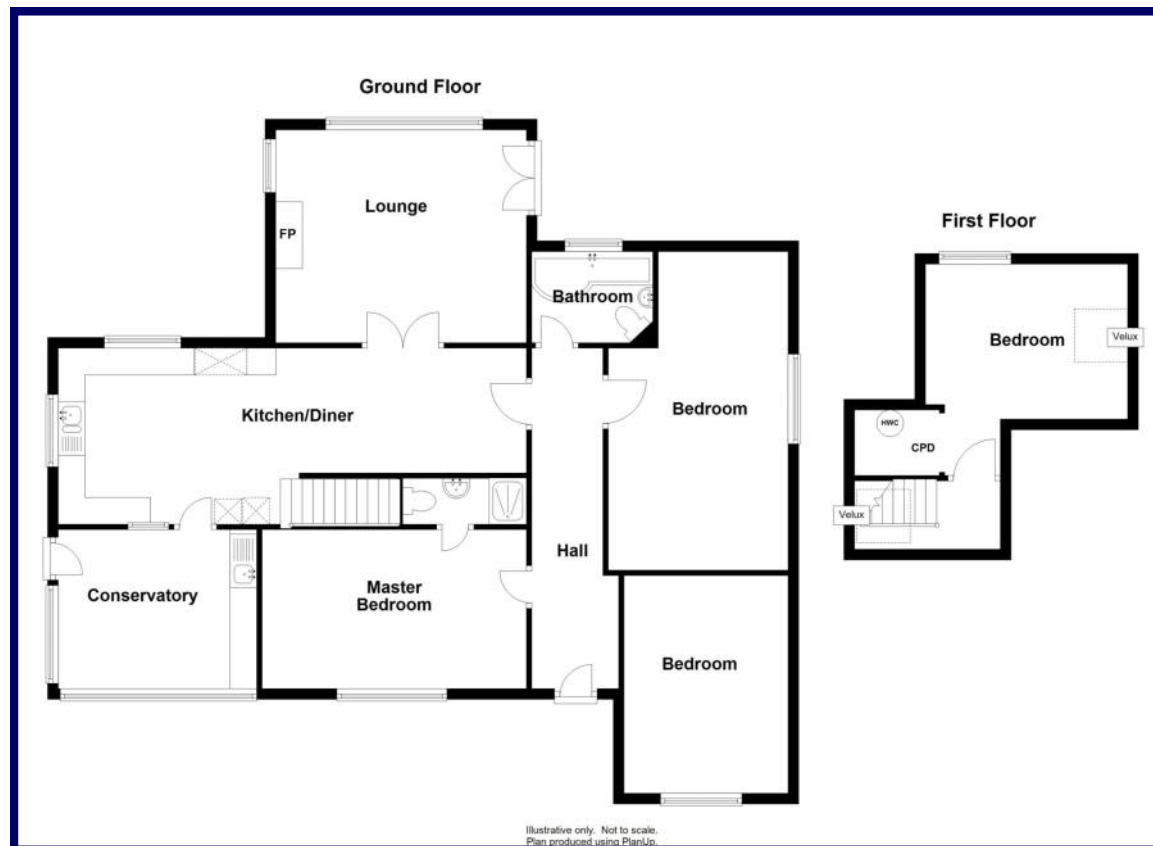 Ground Floor
Lounge
FP
First Floor
Bathroom
Bedroom
Velux
Kitchen/Diner
Bedroom
HWC
CPD
Velux
Hall
Conservatory
Master
Bedroom
Bedroom
Illustrative only. Not to scale.
Plan produced using PlanUp.